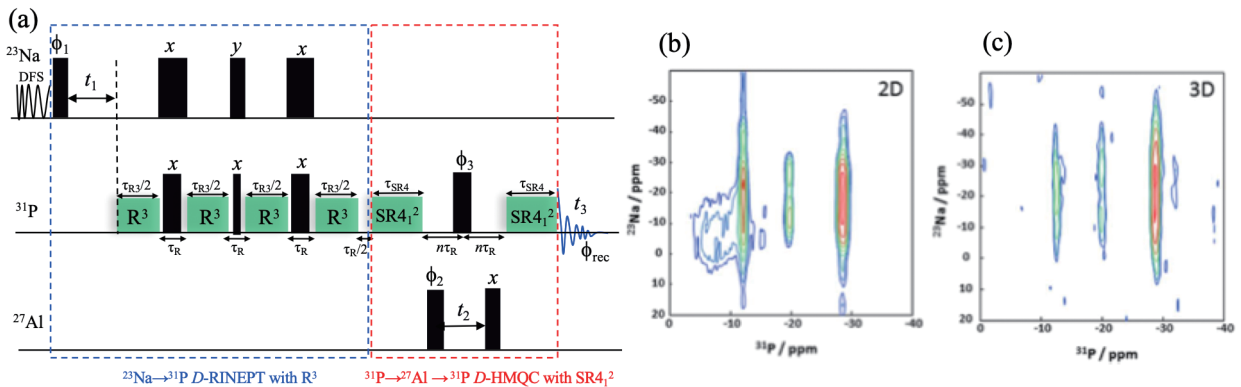 (a)
²³Na
ϕ₁
x
y
x
DFS
t₁
³¹P
x
x
x
ϕ₃
τR3/2
τR3/2
τR3/2
τR3/2
τSR4
τSR4
R³
R³
R³
R³
SR4₁²
SR4₁²
t₃
τR
τR
τR
τR/2
nτR
nτR
ϕrec
²⁷Al
ϕ₂
t₂
x
²³Na→³¹P D-RINEPT with R³
³¹P→²⁷Al → ³¹P D-HMQC with SR4₁²
(b)
2D
-50
-40
-30
-20
-10
0
10
20
²³Na / ppm
0 -10 -20 -30 -40
³¹P / ppm
(c)
3D
-50
-40
-30
-20
-10
0
10
20
²³Na / ppm
0 -10 -20 -30 -40
³¹P / ppm